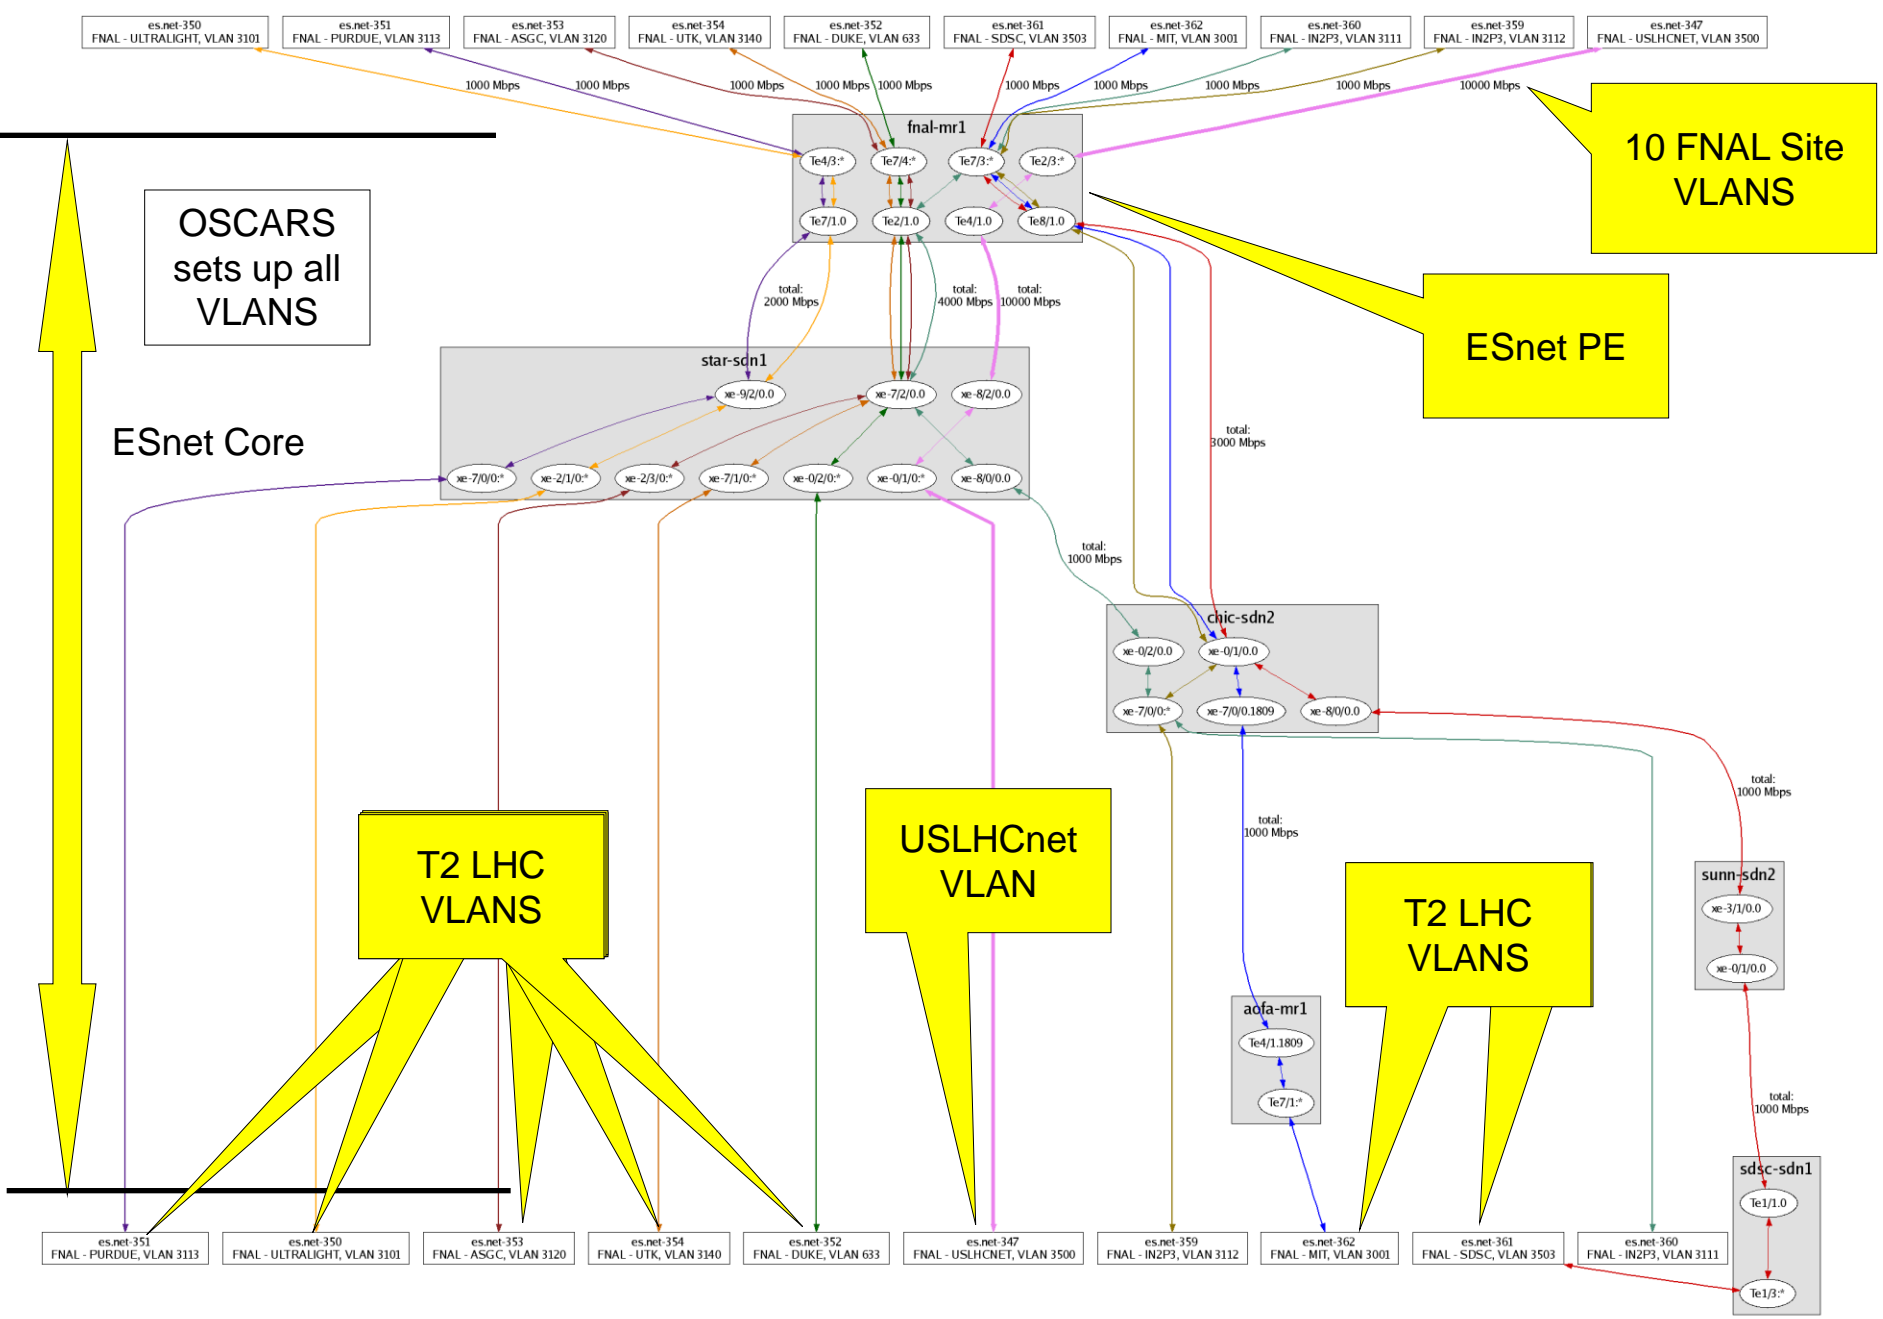 es.net-350
FNAL - ULTRALIGHT, VLAN 3101
es.net-351
FNAL - PURDUE, VLAN 3113
es.net-353
FNAL - ASGC, VLAN 3120
es.net-354
FNAL - UTK, VLAN 3140
es.net-352
FNAL - DUKE, VLAN 633
es.net-361
FNAL - SDSC, VLAN 3503
es.net-362
FNAL - MIT, VLAN 3001
es.net-360
FNAL - IN2P3, VLAN 3111
es.net-359
FNAL - IN2P3, VLAN 3112
es.net-347
FNAL - USLHCNET, VLAN 3500
1000 Mbps
1000 Mbps
1000 Mbps
1000 Mbps
1000 Mbps
1000 Mbps
1000 Mbps
1000 Mbps
1000 Mbps
10000 Mbps
10 FNAL Site
VLANS
fnal-mr1
Te4/3:*
Te7/4:*
Te7/3:*
Te2/3:*
Te7/1.0
Te2/1.0
Te4/1.0
Te8/1.0
OSCARS
sets up all
VLANS
ESnet PE
total:
2000 Mbps
total:
4000 Mbps
total:
10000 Mbps
star-sdn1
xe-9/2/0.0
xe-7/2/0.0
xe-8/2/0.0
ESnet Core
total:
3000 Mbps
xe-7/0/0:*
xe-2/1/0:*
xe-2/3/0:*
xe-7/1/0:*
xe-0/2/0:*
xe-0/1/0:*
xe-8/0/0.0
total:
1000 Mbps
chic-sdn2
xe-0/2/0.0
xe-0/1/0.0
xe-7/0/0:*
xe-7/0/0.1809
xe-8/0/0.0
total:
1000 Mbps
total:
1000 Mbps
T2 LHC
VLANS
USLHCnet
VLAN
T2 LHC
VLANS
sunn-sdn2
xe-3/1/0.0
xe-0/1/0.0
aofa-mr1
Te4/1.1809
Te7/1:*
total:
1000 Mbps
sdsc-sdn1
Te1/1.0
Te1/3:*
es.net-351
FNAL - PURDUE, VLAN 3113
es.net-350
FNAL - ULTRALIGHT, VLAN 3101
es.net-353
FNAL - ASGC, VLAN 3120
es.net-354
FNAL - UTK, VLAN 3140
es.net-352
FNAL - DUKE, VLAN 633
es.net-347
FNAL - USLHCNET, VLAN 3500
es.net-359
FNAL - IN2P3, VLAN 3112
es.net-362
FNAL - MIT, VLAN 3001
es.net-361
FNAL - SDSC, VLAN 3503
es.net-360
FNAL - IN2P3, VLAN 3111